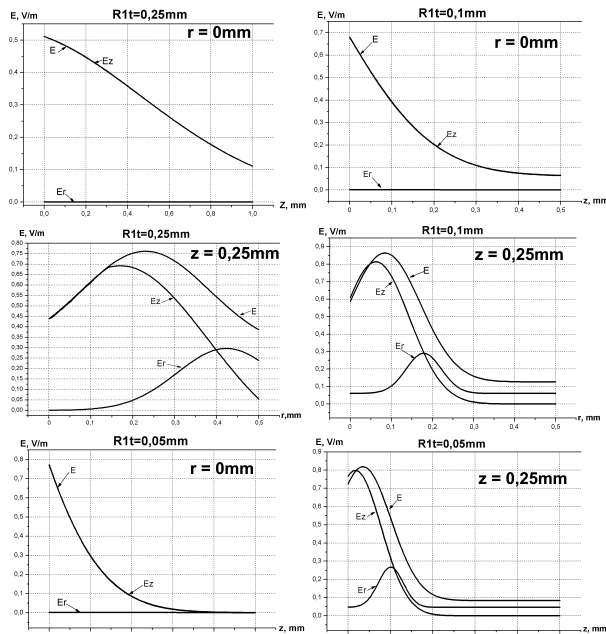 E, V/m R1t=0,25mm
r = 0mm
E
Ez
0,5
0,4
0,3
0,2
0,1
0,0
Er
0,0 0,2 0,4 0,6 0,8 1,0 Z, mm
E, V/m R1t=0,1mm
r = 0mm
E
0,7
0,6
0,5
0,4
0,3
0,2
0,1
0,0
Ez
Er
0,0 0,1 0,2 0,3 0,4 0,5 z, mm
E, V/m R1t=0,25mm
z = 0,25mm
0,80
0,75
0,70
0,65
0,60
0,55
0,50
0,45
0,40
0,35
0,30
0,25
0,20
0,15
0,10
0,05
0,00
Ez
E
Er
0,0 0,1 0,2 0,3 0,4 0,5 r,mm
E, V/m R1t=0,1mm
z = 0,25mm
0,9
0,8
0,7
0,6
0,5
0,4
0,3
0,2
0,1
0,0
E
Ez
Er
0,0 0,1 0,2 0,3 0,4 0,5 r, mm
E, V/m R1t=0,05mm
r = 0mm
0,8
0,7
0,6
0,5
0,4
0,3
0,2
0,1
0,0
E
Ez
Er
z, mm
E, V/m R1t=0,05mm
z = 0,25mm
0,9
0,8
0,7
0,6
0,5
0,4
0,3
0,2
0,1
0,0
E
Ez
Er
z, mm